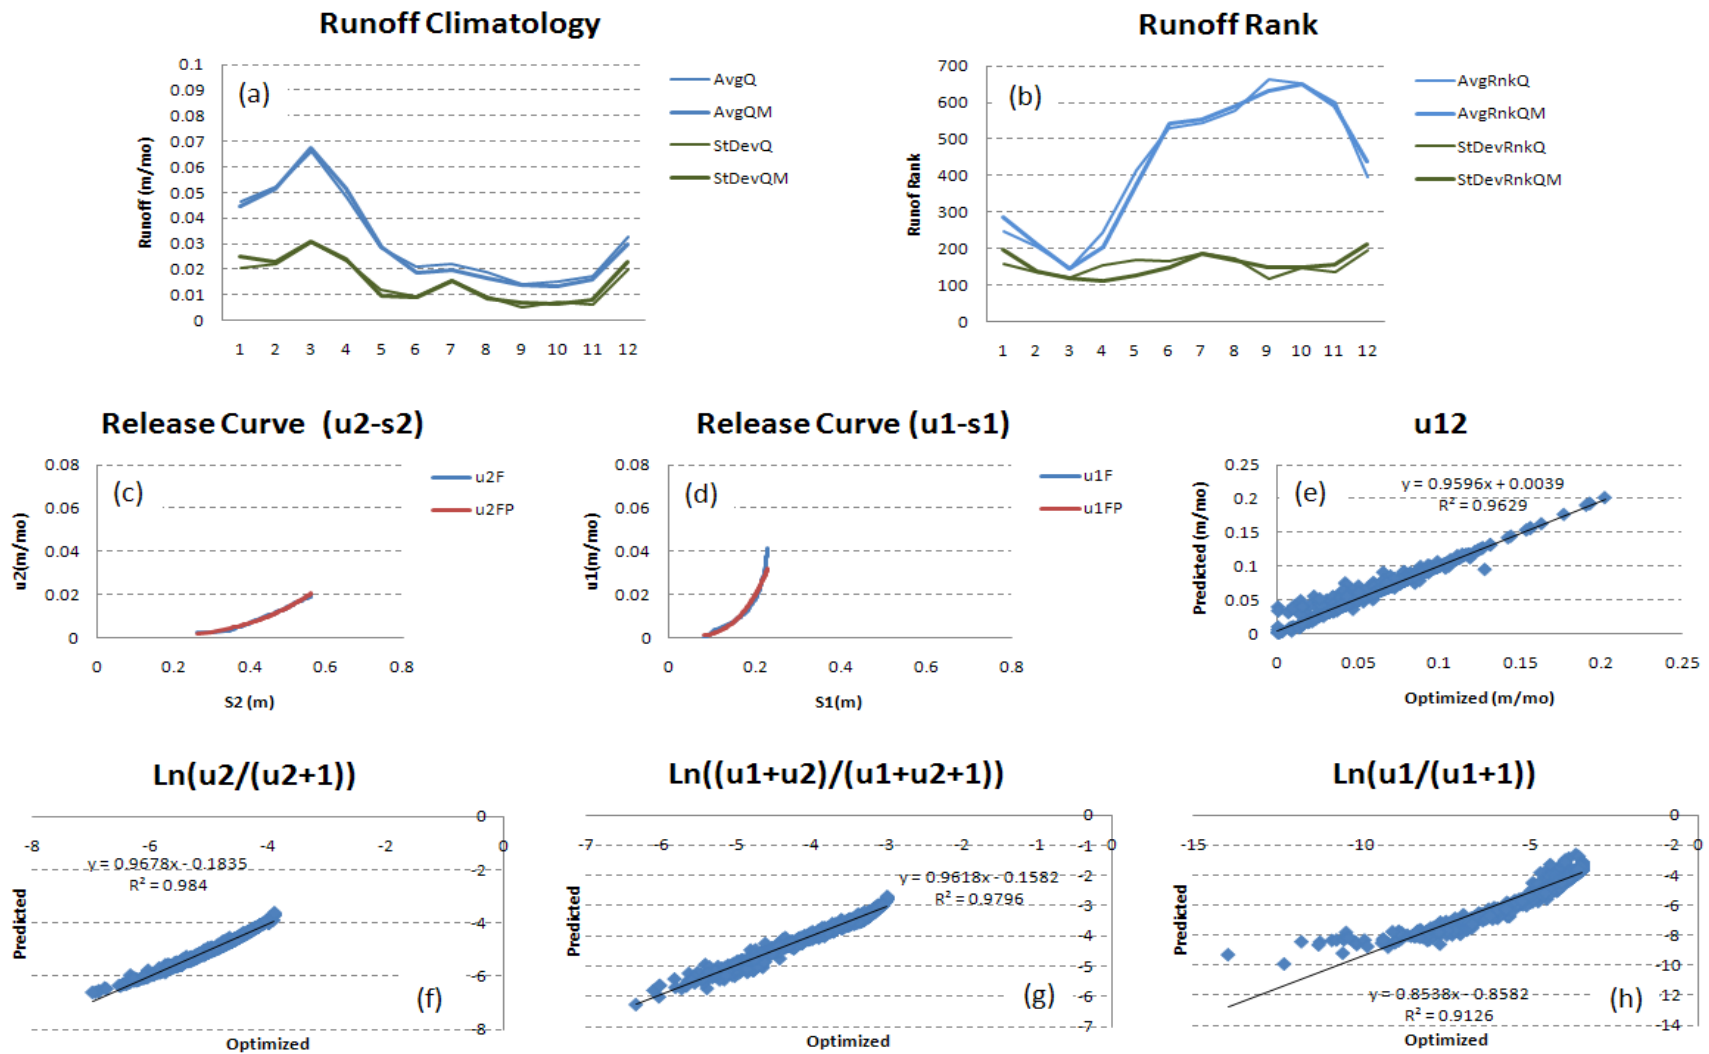 Runoff Climatology
0.1
0.09
0.08
0.07
0.06
0.05
0.04
0.03
0.02
0.01
0
Runoff (m/mo)
(a)
1 2 3 4 5 6 7 8 9 10 11 12
AvgQ
AvgQM
StDevQ
StDevQM
Runoff Rank
700
600
500
400
300
200
100
0
Runof Rank
(b)
1 2 3 4 5 6 7 8 9 10 11 12
AvgRnkQ
AvgRnkQM
StDevRnkQ
StDevRnkQM
Release Curve (u2-s2)
0.08
0.06
0.04
0.02
0
u2(m/mo)
(c)
0 0.2 0.4 0.6 0.8
S2 (m)
u2F
u2FP
Release Curve (u1-s1)
0.08
0.06
0.04
0.02
0
u1(m/mo)
(d)
0 0.2 0.4 0.6 0.8
S1(m)
u1F
u1FP
u12
0.25
0.2
0.15
0.1
0.05
0
Predicted (m/mo)
(e)
y = 0.9596x + 0.0039
R² = 0.9629
0 0.05 0.1 0.15 0.2 0.25
Optimized (m/mo)
Ln(u2/(u2+1))
0
-8 -6 -4 -2 0
y = 0.9678x - 0.1835
R² = 0.984
-2
-4
-6
-8
Predicted
(f)
Optimized
Ln((u1+u2)/(u1+u2+1))
0
-7 -6 -5 -4 -3 -2 -1 0
-1
-2
y = 0.9618x - 0.1582
R² = 0.9796
-3
-4
-5
-6
-7
Predicted
(g)
Optimized
Ln(u1/(u1+1))
0
-15 -10 -5 0
-2
-4
-6
-8
-10
-12
-14
Predicted
y = 0.8538x - 0.8582
R² = 0.9126
(h)
Optimized